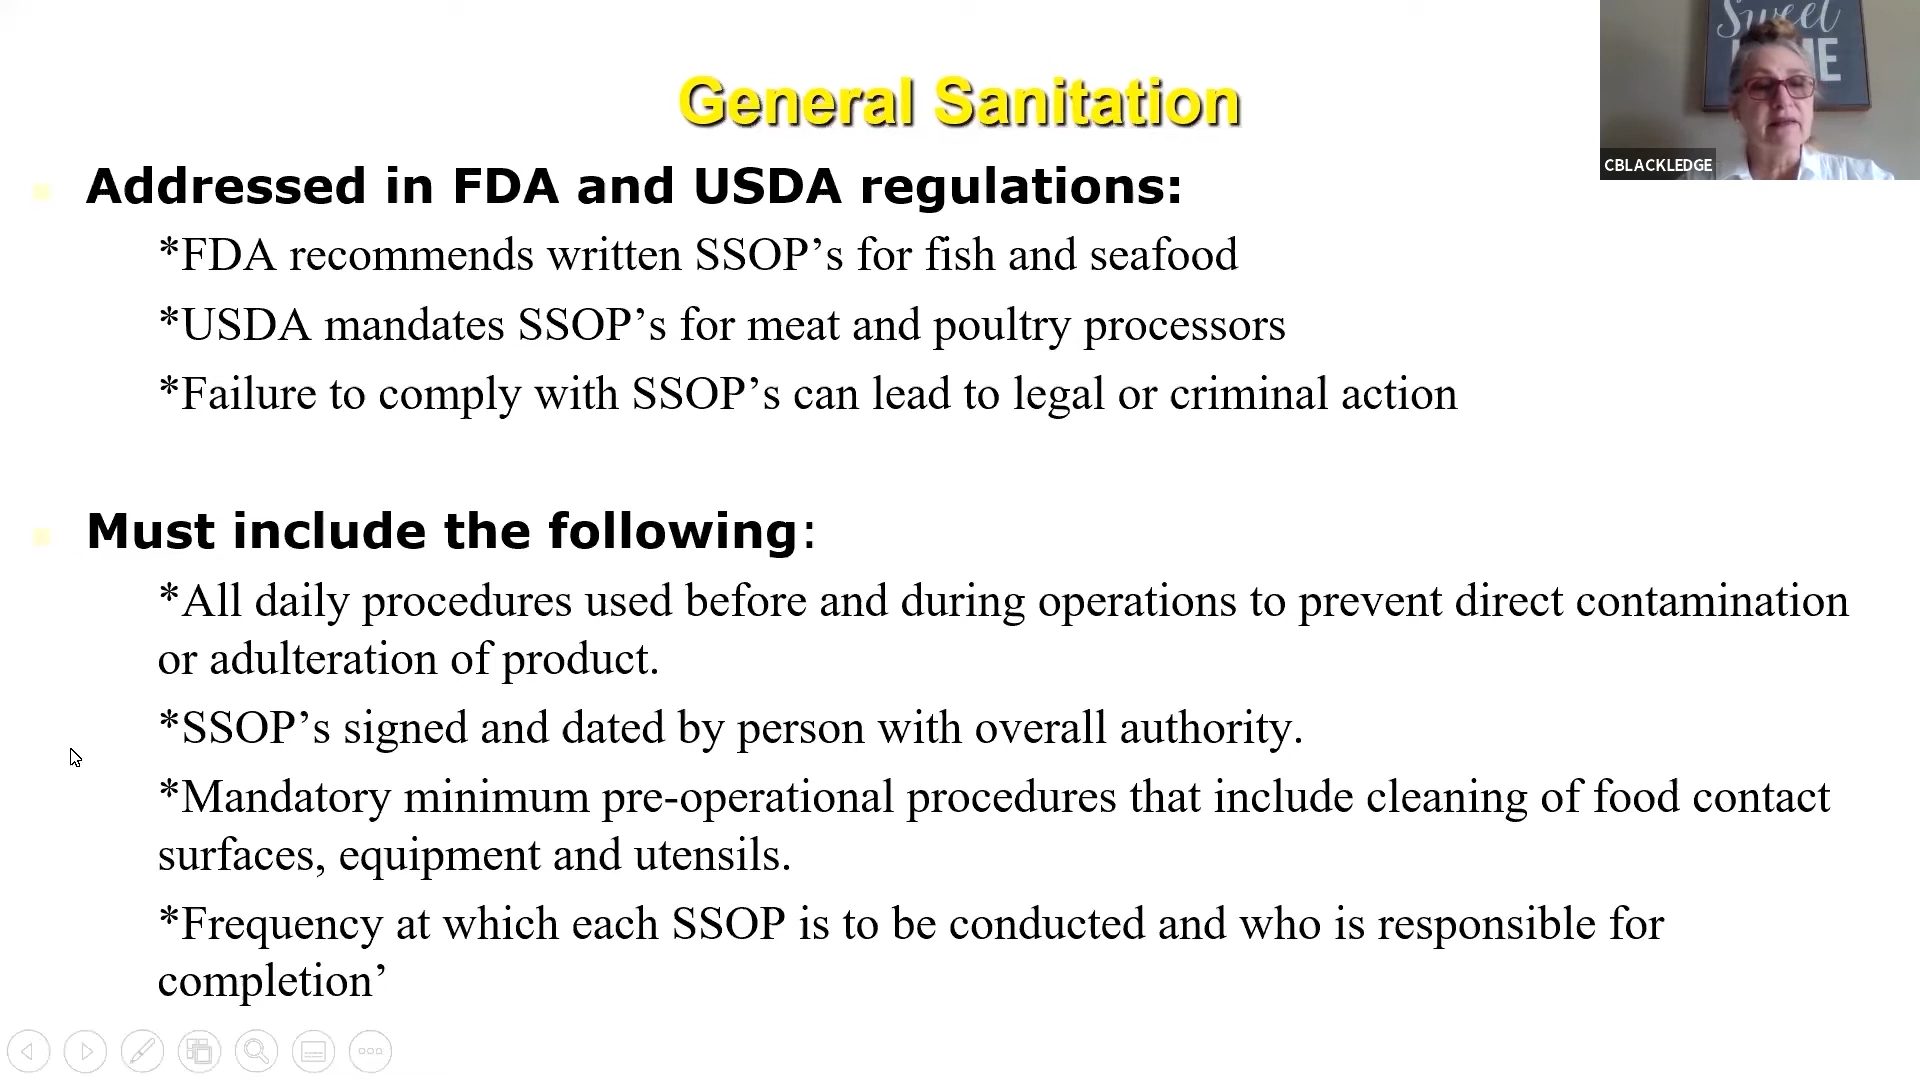 General Sanitation
Sweet
CBLACKLEDGE
Addressed in FDA and USDA regulations:
*FDA recommends written SSOP’s for fish and seafood
*USDA mandates SSOP’s for meat and poultry processors
*Failure to comply with SSOP’s can lead to legal or criminal action
Must include the following:
*All daily procedures used before and during operations to prevent direct contamination
or adulteration of product.
*SSOP’s signed and dated by person with overall authority.
*Mandatory minimum pre-operational procedures that include cleaning of food contact
surfaces, equipment and utensils.
*Frequency at which each SSOP is to be conducted and who is responsible for
completion’